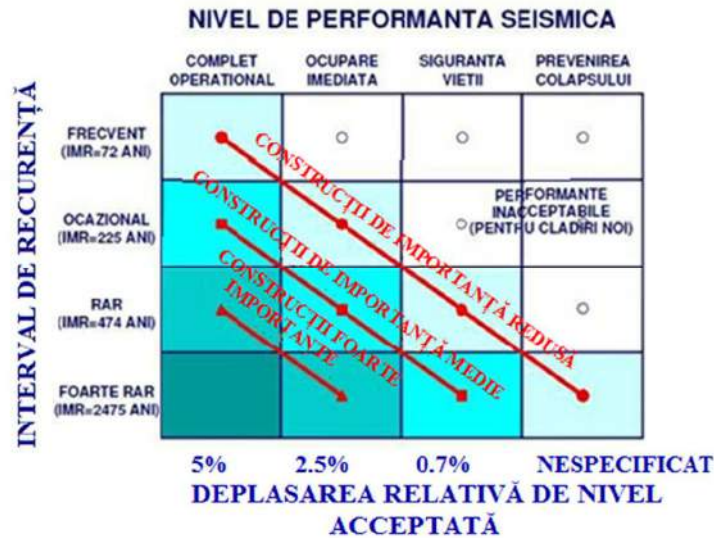 NIVEL DE PERFORMANTA SEISMICA
COMPLET OPERATIONAL
OCUPARE IMEDIATA
SIGURANTA VIETII
PREVENIREA COLAPSULUI
INTERVAL DE RECURENȚĂ
FRECVENT
(IMR=72 ANI)
OCAZIONAL
(IMR=225 ANI)
RAR
(IMR=474 ANI)
FOARTE RAR
(IMR=2475 ANI)
CONSTRUCȚII DE IMPORTANȚĂ REDUSĂ
CONSTRUCȚII DE IMPORTANȚĂ MEDIE
CONSTRUCȚII FOARTE
IMPORTANTE
PERFORMANTE
INACCEPTABILE
(PENTRU CLADIRI NOI)
5% 2.5% 0.7% NESPECIFICAT
DEPLASAREA RELATIVĂ DE NIVEL
ACCEPTATĂ